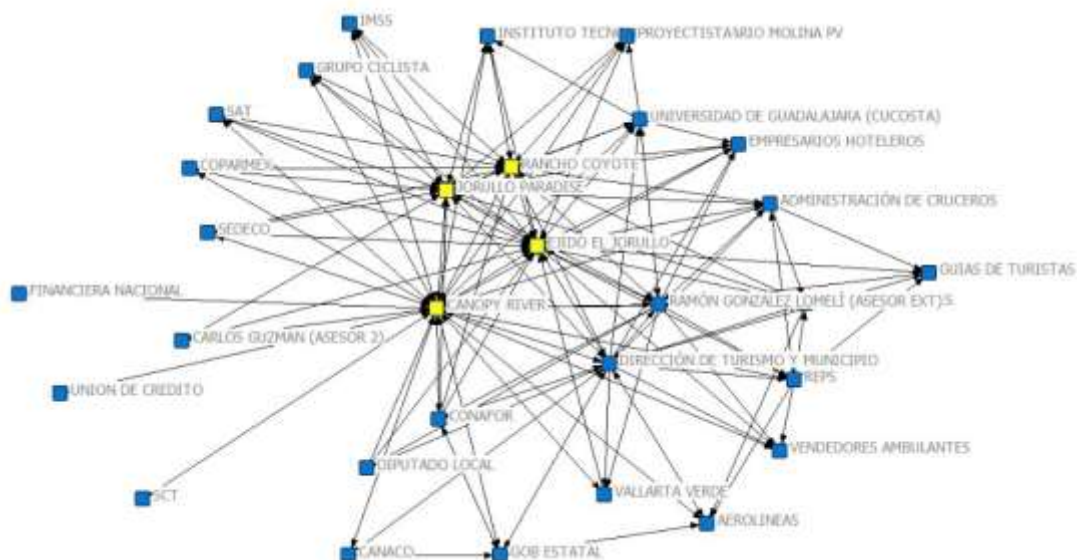 IMSS
INSTITUTO TECN
PROYECTISTA
RIO MOLINA PV
GRUPO CICLISTA
SAT
UNIVERSIDAD DE GUADALAJARA (CUCOSTA)
EMPRESARIOS HOTELEROS
COPARMEX
RANCHO COYOTE
JORULLO PARADISE
ADMINISTRACIÓN DE CRUCEROS
SEDECO
EJIDO EL JORULLO
GUIAS DE TURISTAS
FINANCIERA NACIONAL
CANOPY RIVER
RAMÓN GONZALEZ LOMELÍ (ASESOR EXT)
CARLOS GUZMAN (ASESOR 2)
DIRECCIÓN DE TURISMO Y MUNICIPIO
REPS
UNION DE CREDITO
CONAFOR
VENDEDORES AMBULANTES
DIPUTADO LOCAL
SCT
VALLARTA VERDE
AEROLINEAS
CANACO
GOB ESTATAL